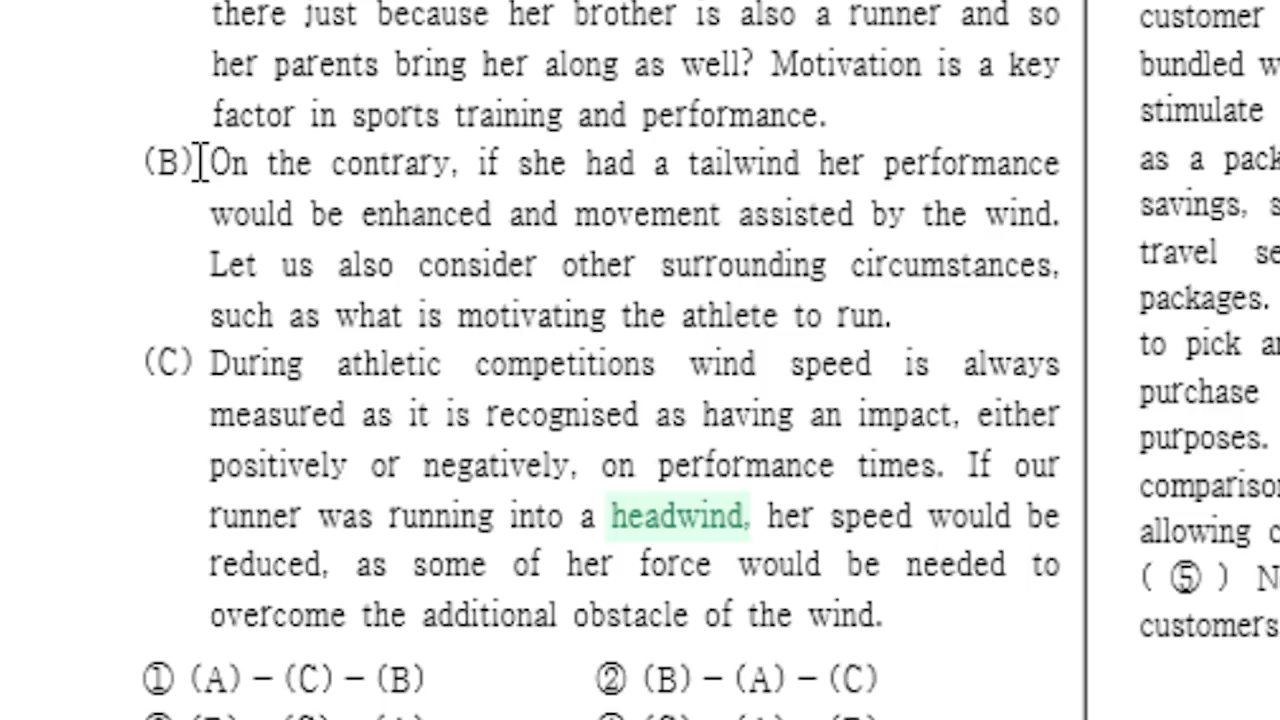 there just because her brother is also a runner and so
her parents bring her along as well? Motivation is a key
factor in sports training and performance.
(B) On the contrary, if she had a tailwind her performance
would be enhanced and movement assisted by the wind.
Let us also consider other surrounding circumstances,
such as what is motivating the athlete to run.
(C) During athletic competitions wind speed is always
measured as it is recognised as having an impact, either
positively or negatively, on performance times. If our
runner was running into a headwind, her speed would be
reduced, as some of her force would be needed to
overcome the additional obstacle of the wind.
① (A) – (C) – (B) ② (B) – (A) – (C)
customer
bundled
stimulate
as a
savings,
travel
packages.
to pick
purchase
purposes.
allowing
( ⑤ )
customers